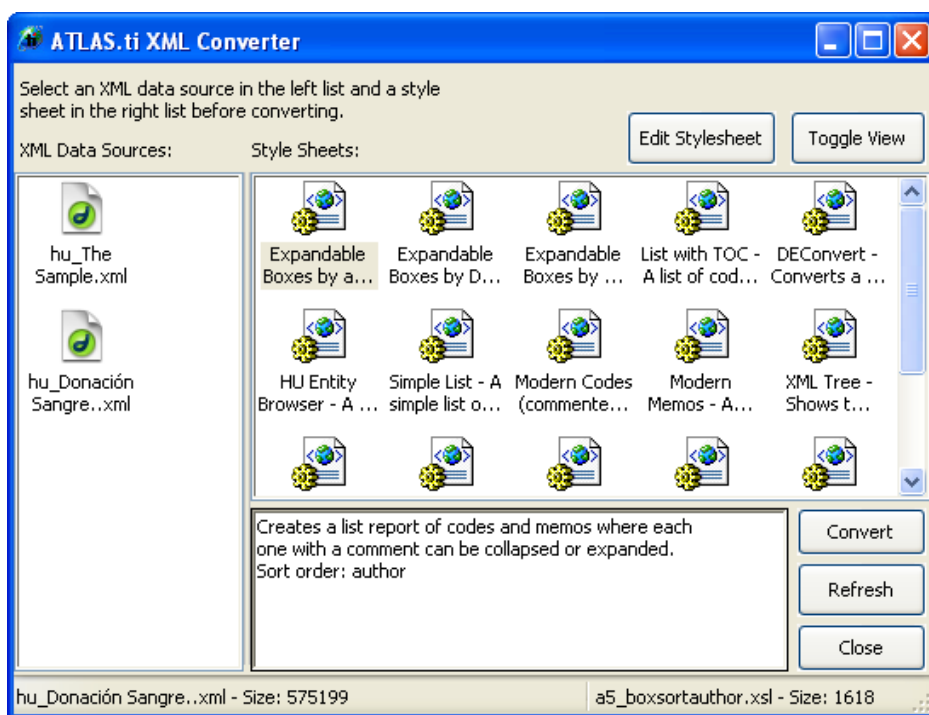 ATLAS.ti XML Converter
Select an XML data source in the left list and a style
sheet in the right list before converting.
Edit Stylesheet
Toggle View
XML Data Sources:
Style Sheets:
hu_The
Sample.xml
hu_Donación
Sangre..xml
Expandable
Boxes by a...
Expandable
Boxes by D...
Expandable
Boxes by ...
List with TOC -
A list of cod...
DEConvert -
Converts a ...
HU Entity
Browser - A ...
Simple List - A
simple list o...
Modern Codes
(commente...
Modern
Memos - A...
XML Tree -
Shows t...
Creates a list report of codes and memos where each
one with a comment can be collapsed or expanded.
Sort order: author
Convert
Refresh
Close
hu_Donación Sangre..xml - Size: 575199
a5_boxsortauthor.xsl - Size: 1618